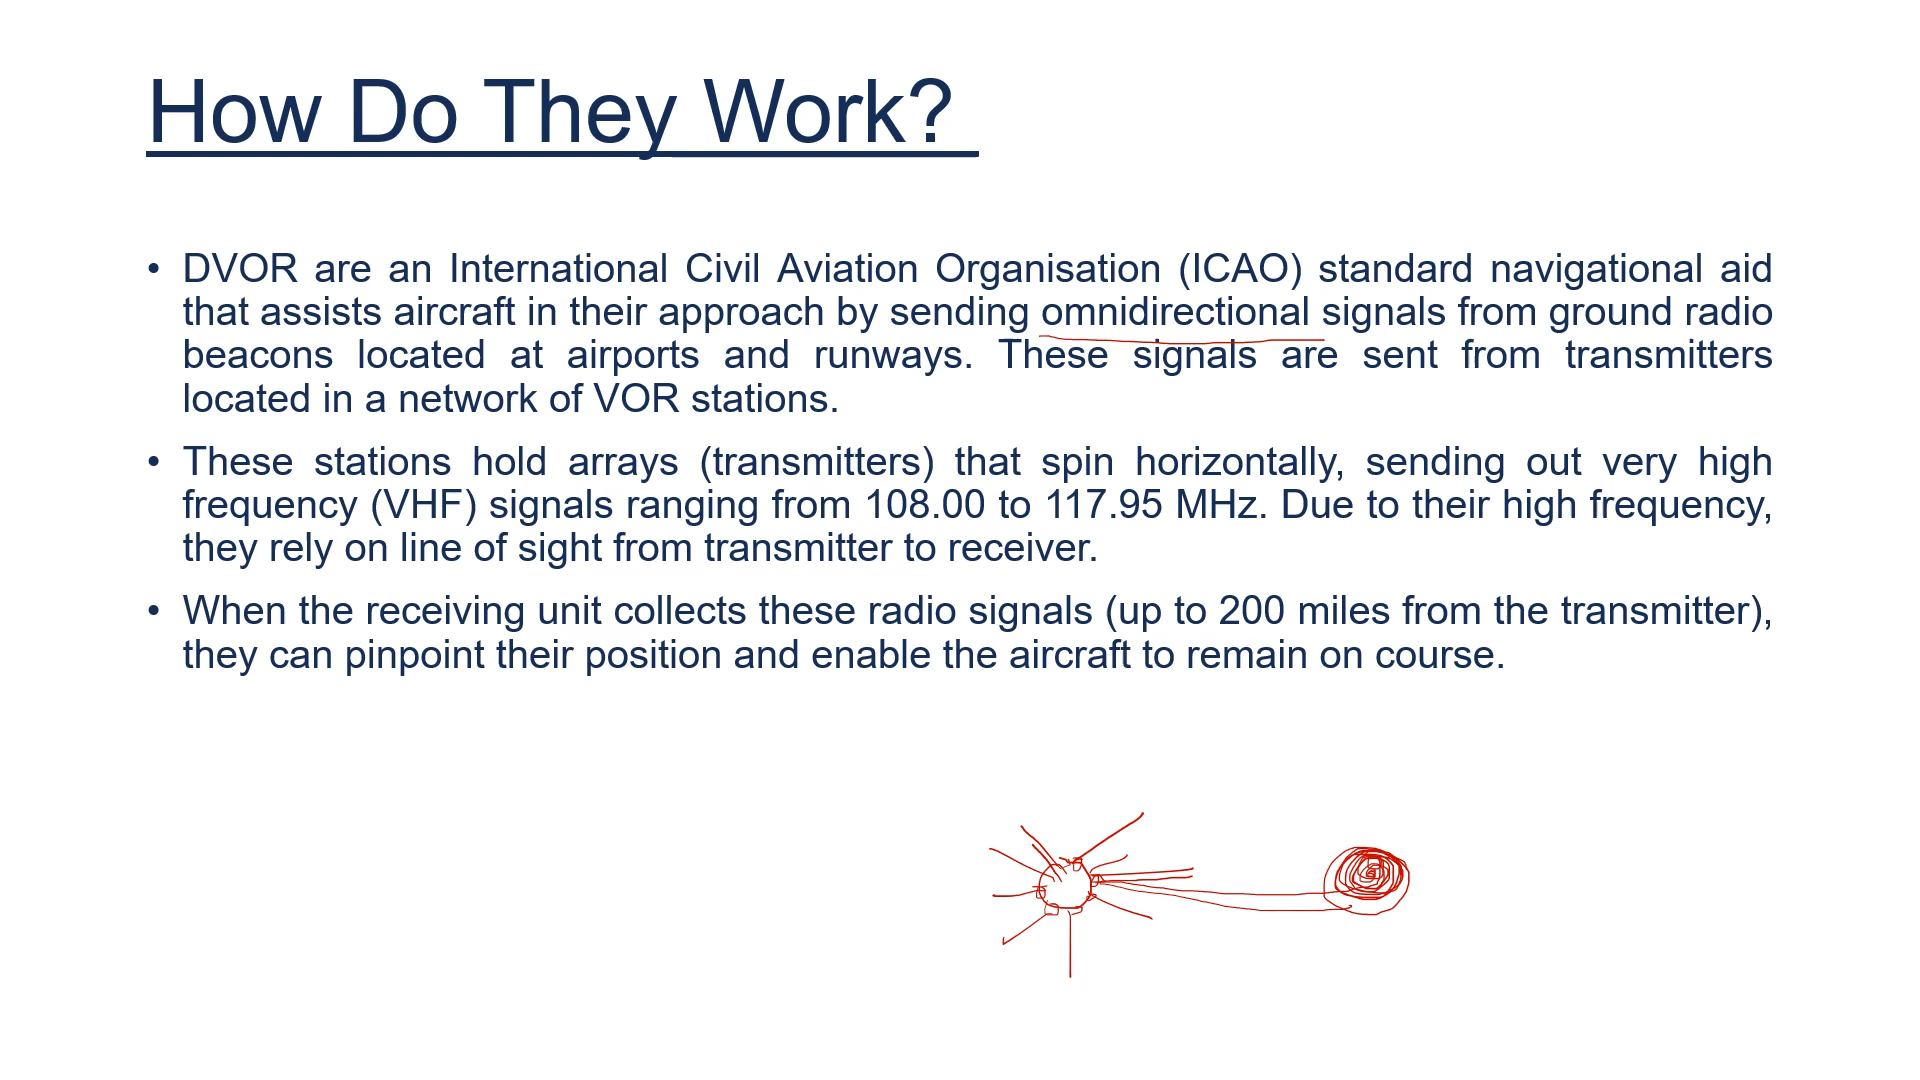 How Do They Work?
• DVOR are an International Civil Aviation Organisation (ICAO) standard navigational aid
that assists aircraft in their approach by sending omnidirectional signals from ground radio
beacons located at airports and runways. These signals are sent from transmitters
located in a network of VOR stations.
• These stations hold arrays (transmitters) that spin horizontally, sending out very high
frequency (VHF) signals ranging from 108.00 to 117.95 MHz. Due to their high frequency,
they rely on line of sight from transmitter to receiver.
• When the receiving unit collects these radio signals (up to 200 miles from the transmitter),
they can pinpoint their position and enable the aircraft to remain on course.